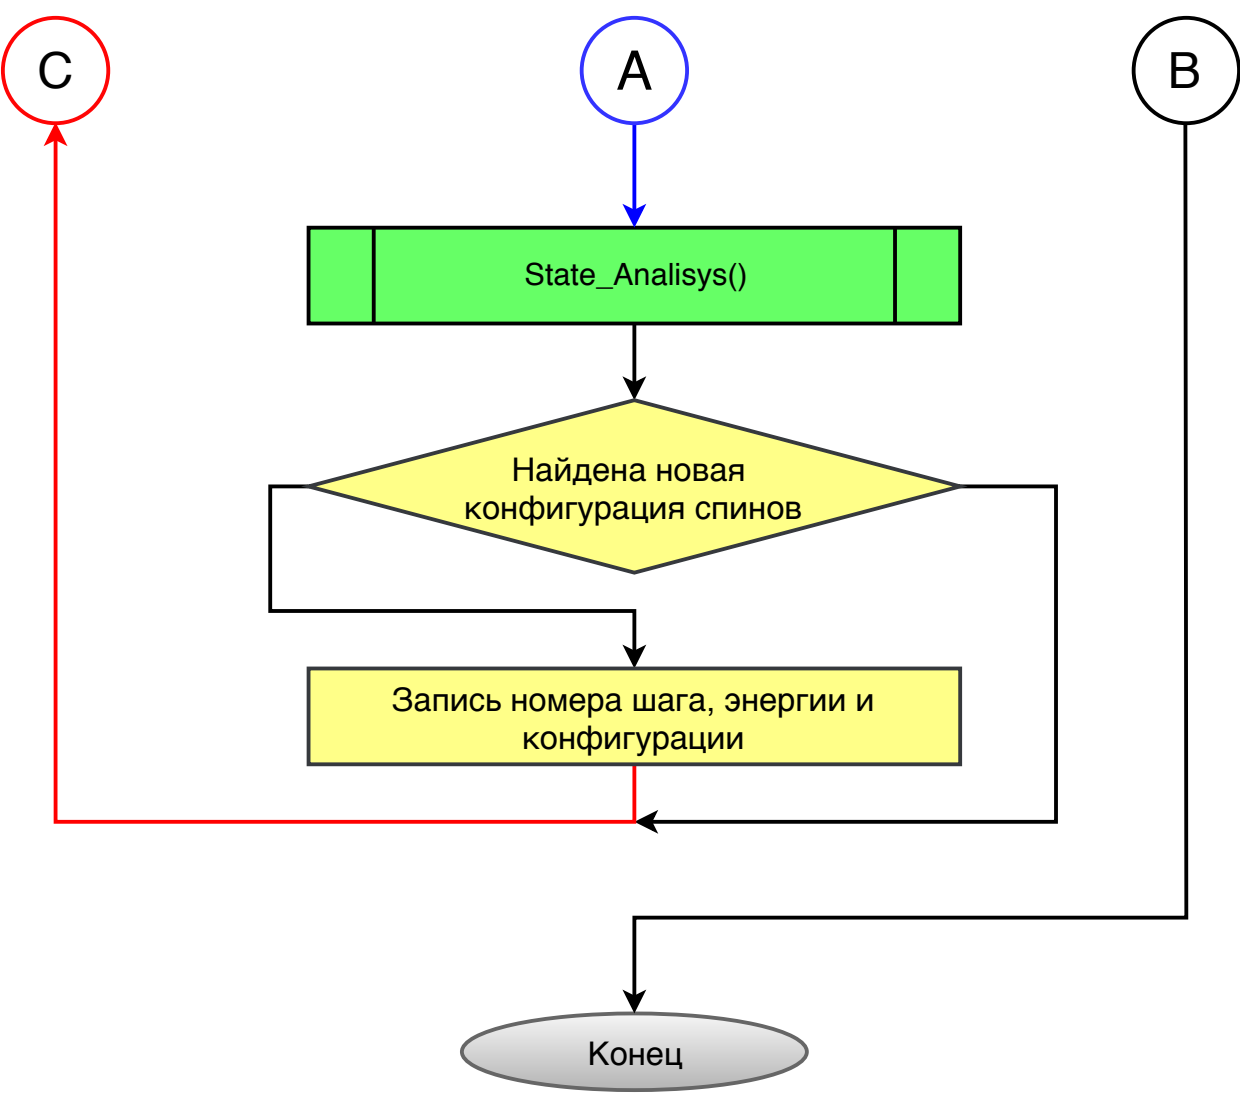 C
A
B
State_Analisys()
Найдена новая
конфигурация спинов
Запись номера шага, энергии и
конфигурации
Конец